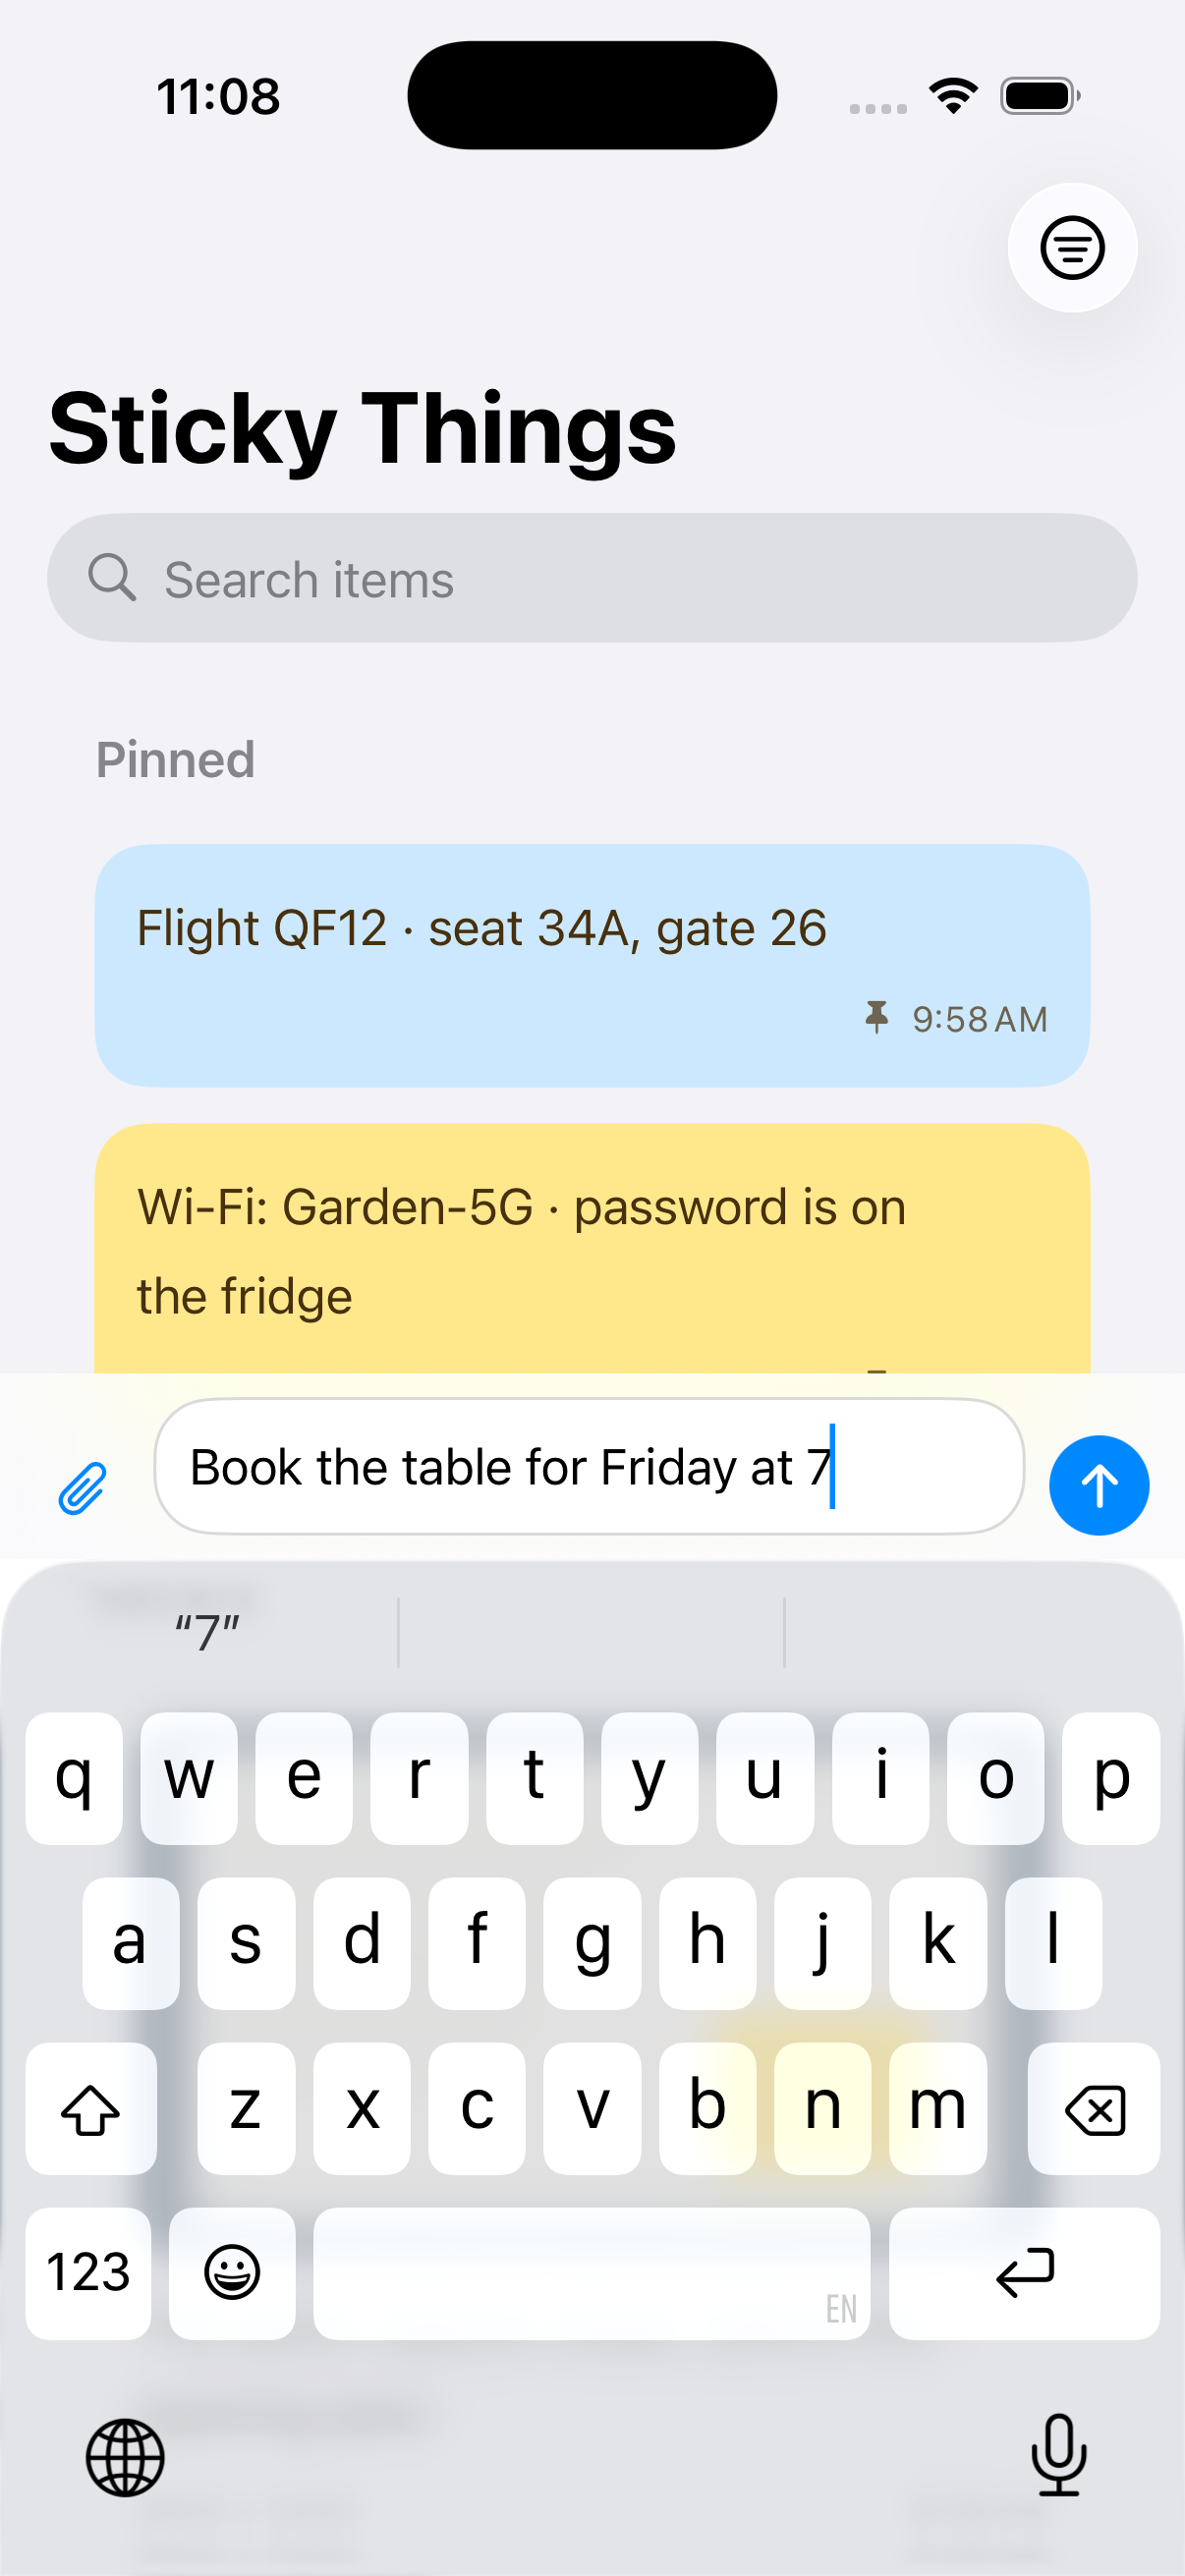 11:08
Sticky Things
Search items
Pinned
Flight QF12 · seat 34A, gate 26
9:58 AM
Wi-Fi: Garden-5G · password is on
the fridge
Book the table for Friday at 7
“7”
q w e r t y u i o p
a s d f g h j k l
z x c v b n m
123
EN